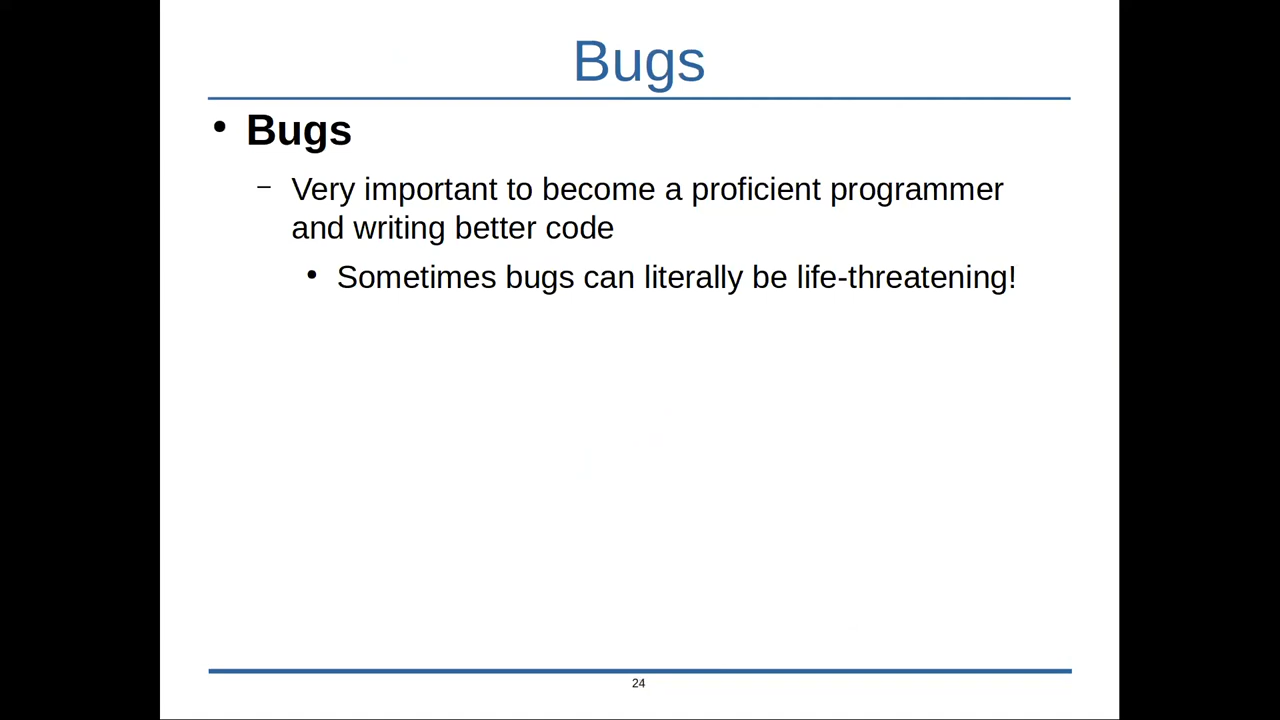 Bugs
• Bugs
– Very important to become a proficient programmer
and writing better code
• Sometimes bugs can literally be life-threatening!
24